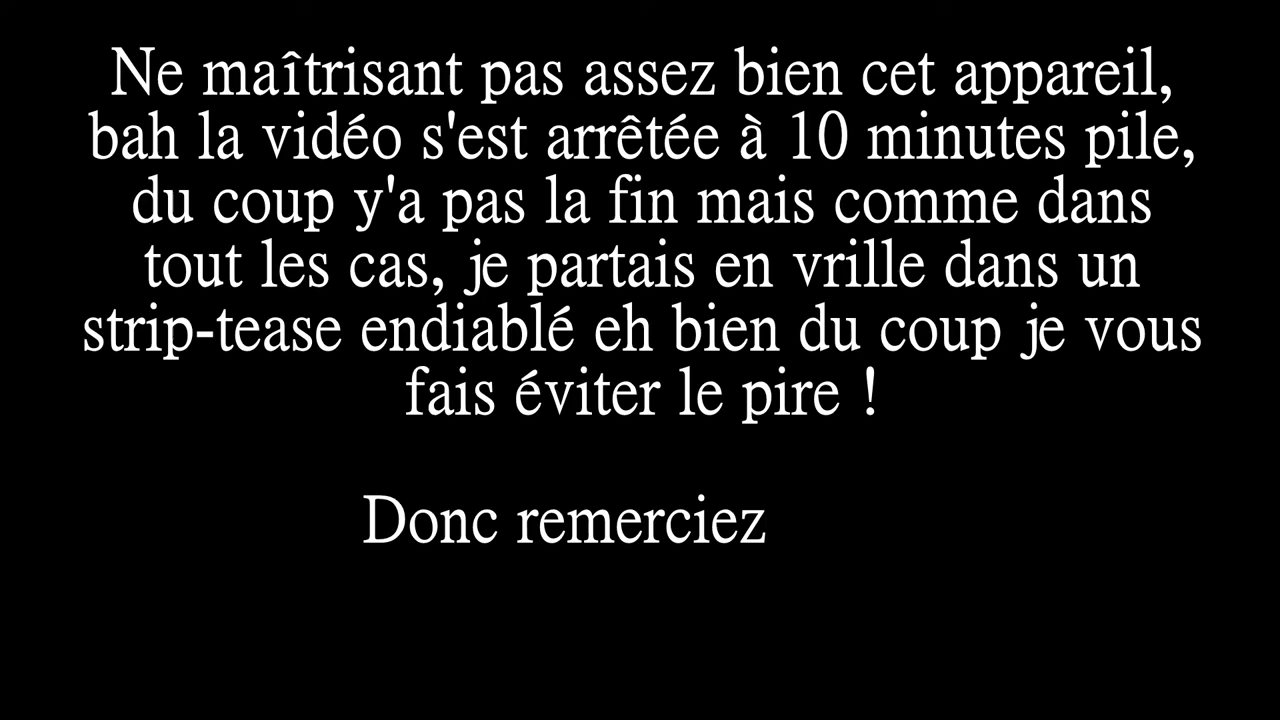 Ne maîtrisant pas assez bien cet appareil,
bah la vidéo s'est arrêtée à 10 minutes pile,
du coup y'a pas la fin mais comme dans
tout les cas, je partais en vrille dans un
strip-tease endiablé eh bien du coup je vous
fais éviter le pire !
Donc remerciez